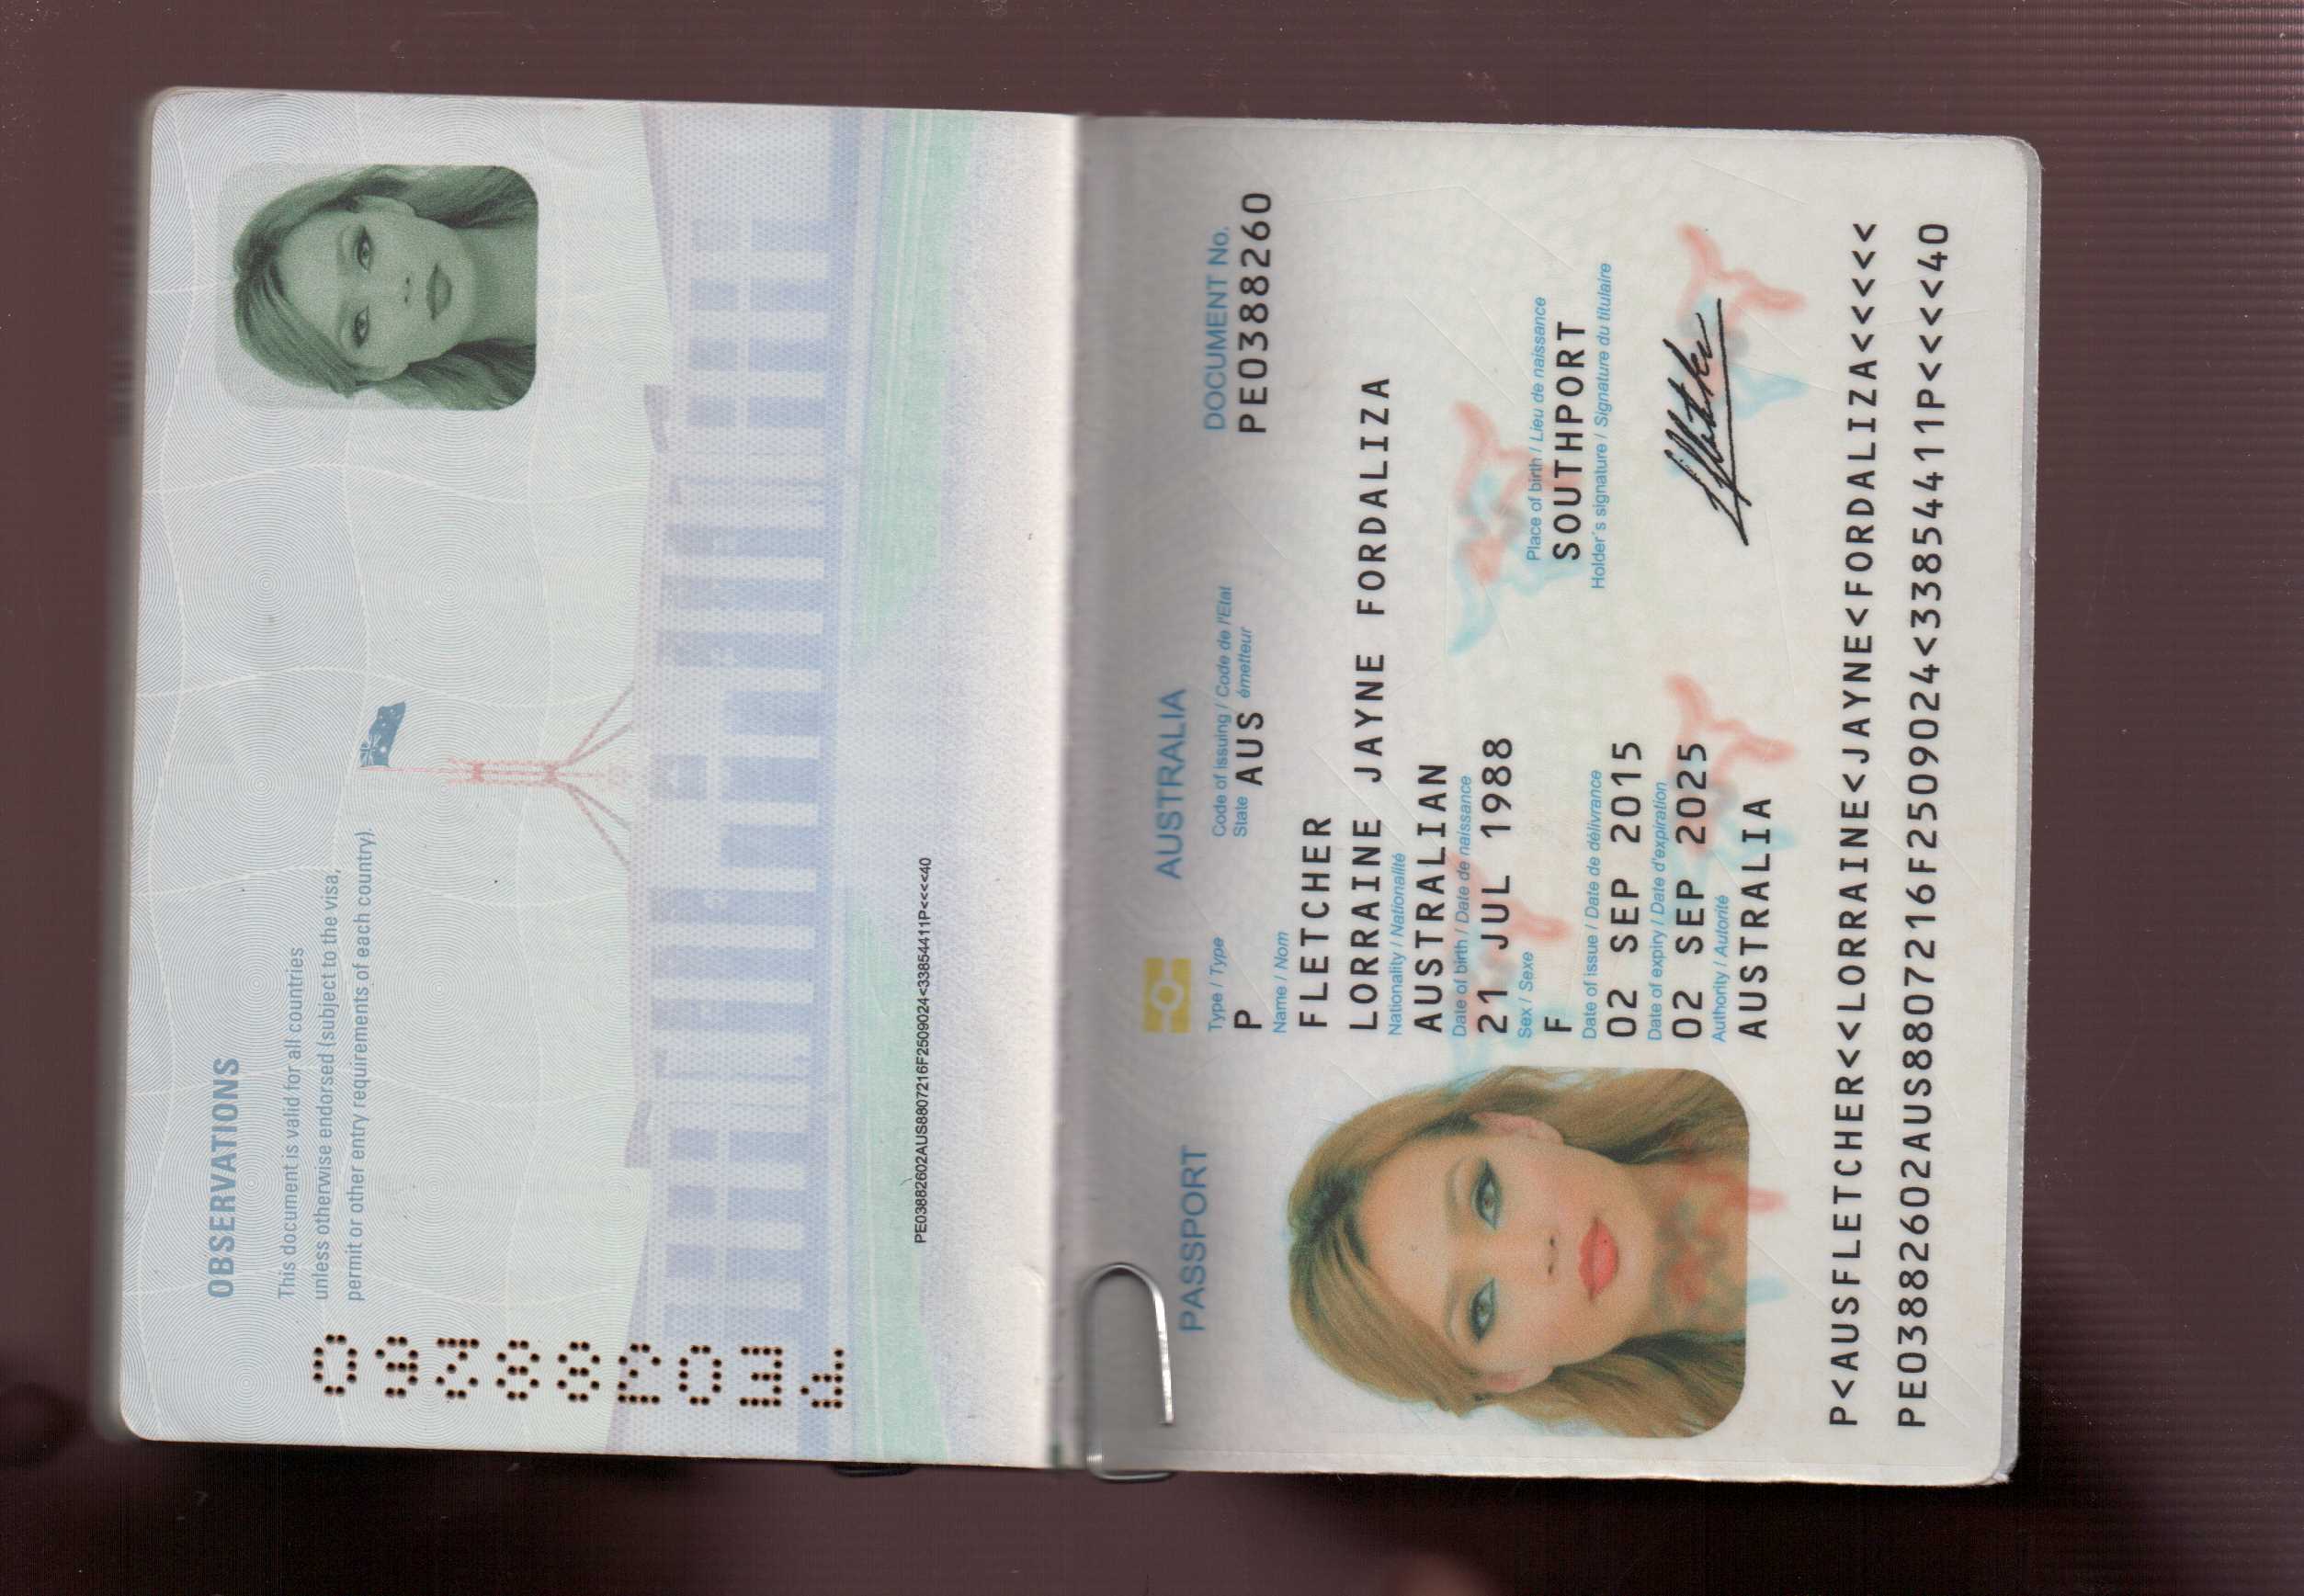 OBSERVATIONS
This document is valid for all countries
unless otherwise endorsed (subject to the visa,
permit or other entry requirements of each country).
PE0388260
PE03882602AUS8807216F2509024<33854411P<<<<40
PASSPORT
AUSTRALIA
Type / Type
P
Code of issuing / Code de l'Etat
State AUS émetteur
DOCUMENT No.
PE0388260
Name / Nom
FLETCHER
LORRAINE JAYNE FORDALIZA
Nationality / Nationalité
AUSTRALIAN
Date of birth / Date de naissance
21 JUL 1988
Sex / Sexe
F
Place of birth / Lieu de naissance
SOUTHPORT
Date of issue / Date de délivrance
02 SEP 2015
Holder's signature / Signature du titulaire
Date of expiry / Date d'expiration
02 SEP 2025
Authority / Autorité
AUSTRALIA
P<AUSFLETCHER<<LORRAINE<JAYNE<FORDALIZA<<<<<
PE03882602AUS8807216F2509024<33854411P<<<<40